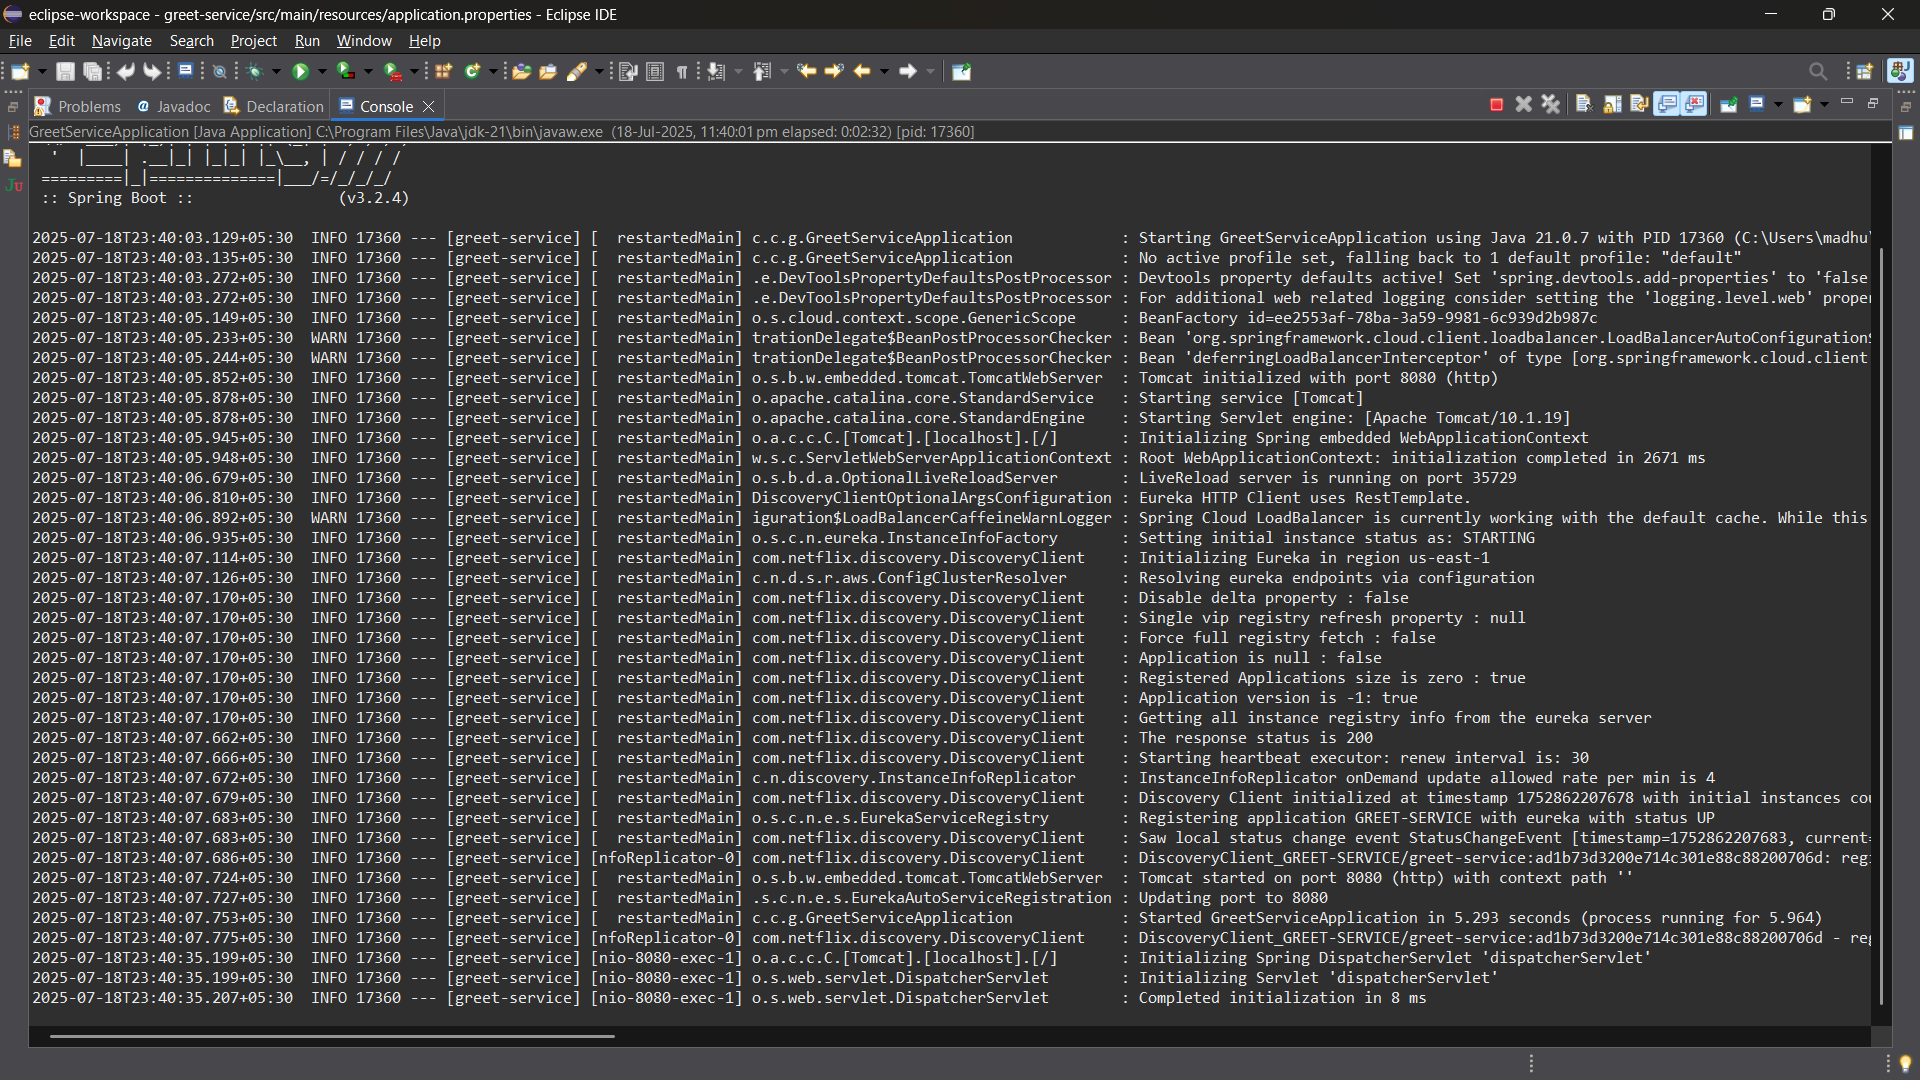 eclipse-workspace - greet-service/src/main/resources/application.properties - Eclipse IDE
File Edit Navigate Search Project Run Window Help
Problems @ Javadoc Declaration Console
GreetServiceApplication [Java Application] C:\Program Files\Java\jdk-21\bin\javaw.exe (18-Jul-2025, 11:40:01 pm elapsed: 0:02:32) [pid: 17360]
' |____| .__|_| |_|_| |_\__, | / / / /
=========|_|==============|___/=/_/_/_/
:: Spring Boot :: (v3.2.4)
2025-07-18T23:40:03.129+05:30 INFO 17360 --- [greet-service] [ restartedMain] c.c.g.GreetServiceApplication : Starting GreetServiceApplication using Java 21.0.7 with PID 17360 (C:\Users\madhu\
2025-07-18T23:40:03.135+05:30 INFO 17360 --- [greet-service] [ restartedMain] c.c.g.GreetServiceApplication : No active profile set, falling back to 1 default profile: "default"
2025-07-18T23:40:03.272+05:30 INFO 17360 --- [greet-service] [ restartedMain] .e.DevToolsPropertyDefaultsPostProcessor : Devtools property defaults active! Set 'spring.devtools.add-properties' to 'false
2025-07-18T23:40:03.272+05:30 INFO 17360 --- [greet-service] [ restartedMain] .e.DevToolsPropertyDefaultsPostProcessor : For additional web related logging consider setting the 'logging.level.web' proper
2025-07-18T23:40:05.149+05:30 INFO 17360 --- [greet-service] [ restartedMain] o.s.cloud.context.scope.GenericScope : BeanFactory id=ee2553af-78ba-3a59-9981-6c939d2b987c
2025-07-18T23:40:05.233+05:30 WARN 17360 --- [greet-service] [ restartedMain] trationDelegate$BeanPostProcessorChecker : Bean 'org.springframework.cloud.client.loadbalancer.LoadBalancerAutoConfiguration$
2025-07-18T23:40:05.244+05:30 WARN 17360 --- [greet-service] [ restartedMain] trationDelegate$BeanPostProcessorChecker : Bean 'deferringLoadBalancerInterceptor' of type [org.springframework.cloud.client
2025-07-18T23:40:05.852+05:30 INFO 17360 --- [greet-service] [ restartedMain] o.s.b.w.embedded.tomcat.TomcatWebServer : Tomcat initialized with port 8080 (http)
2025-07-18T23:40:05.878+05:30 INFO 17360 --- [greet-service] [ restartedMain] o.apache.catalina.core.StandardService : Starting service [Tomcat]
2025-07-18T23:40:05.878+05:30 INFO 17360 --- [greet-service] [ restartedMain] o.apache.catalina.core.StandardEngine : Starting Servlet engine: [Apache Tomcat/10.1.19]
2025-07-18T23:40:05.945+05:30 INFO 17360 --- [greet-service] [ restartedMain] o.a.c.c.C.[Tomcat].[localhost].[/] : Initializing Spring embedded WebApplicationContext
2025-07-18T23:40:05.948+05:30 INFO 17360 --- [greet-service] [ restartedMain] w.s.c.ServletWebServerApplicationContext : Root WebApplicationContext: initialization completed in 2671 ms
2025-07-18T23:40:06.679+05:30 INFO 17360 --- [greet-service] [ restartedMain] o.s.b.d.a.OptionalLiveReloadServer : LiveReload server is running on port 35729
2025-07-18T23:40:06.810+05:30 INFO 17360 --- [greet-service] [ restartedMain] DiscoveryClientOptionalArgsConfiguration : Eureka HTTP Client uses RestTemplate.
2025-07-18T23:40:06.892+05:30 WARN 17360 --- [greet-service] [ restartedMain] iguration$LoadBalancerCaffeineWarnLogger : Spring Cloud LoadBalancer is currently working with the default cache. While this
2025-07-18T23:40:06.935+05:30 INFO 17360 --- [greet-service] [ restartedMain] o.s.c.n.eureka.InstanceInfoFactory : Setting initial instance status as: STARTING
2025-07-18T23:40:07.114+05:30 INFO 17360 --- [greet-service] [ restartedMain] com.netflix.discovery.DiscoveryClient : Initializing Eureka in region us-east-1
2025-07-18T23:40:07.126+05:30 INFO 17360 --- [greet-service] [ restartedMain] c.n.d.s.r.aws.ConfigClusterResolver : Resolving eureka endpoints via configuration
2025-07-18T23:40:07.170+05:30 INFO 17360 --- [greet-service] [ restartedMain] com.netflix.discovery.DiscoveryClient : Disable delta property : false
2025-07-18T23:40:07.170+05:30 INFO 17360 --- [greet-service] [ restartedMain] com.netflix.discovery.DiscoveryClient : Single vip registry refresh property : null
2025-07-18T23:40:07.170+05:30 INFO 17360 --- [greet-service] [ restartedMain] com.netflix.discovery.DiscoveryClient : Force full registry fetch : false
2025-07-18T23:40:07.170+05:30 INFO 17360 --- [greet-service] [ restartedMain] com.netflix.discovery.DiscoveryClient : Application is null : false
2025-07-18T23:40:07.170+05:30 INFO 17360 --- [greet-service] [ restartedMain] com.netflix.discovery.DiscoveryClient : Registered Applications size is zero : true
2025-07-18T23:40:07.170+05:30 INFO 17360 --- [greet-service] [ restartedMain] com.netflix.discovery.DiscoveryClient : Application version is -1: true
2025-07-18T23:40:07.170+05:30 INFO 17360 --- [greet-service] [ restartedMain] com.netflix.discovery.DiscoveryClient : Getting all instance registry info from the eureka server
2025-07-18T23:40:07.662+05:30 INFO 17360 --- [greet-service] [ restartedMain] com.netflix.discovery.DiscoveryClient : The response status is 200
2025-07-18T23:40:07.666+05:30 INFO 17360 --- [greet-service] [ restartedMain] com.netflix.discovery.DiscoveryClient : Starting heartbeat executor: renew interval is: 30
2025-07-18T23:40:07.672+05:30 INFO 17360 --- [greet-service] [ restartedMain] c.n.discovery.InstanceInfoReplicator : InstanceInfoReplicator onDemand update allowed rate per min is 4
2025-07-18T23:40:07.679+05:30 INFO 17360 --- [greet-service] [ restartedMain] com.netflix.discovery.DiscoveryClient : Discovery Client initialized at timestamp 1752862207678 with initial instances cou
2025-07-18T23:40:07.683+05:30 INFO 17360 --- [greet-service] [ restartedMain] o.s.c.n.e.s.EurekaServiceRegistry : Registering application GREET-SERVICE with eureka with status UP
2025-07-18T23:40:07.683+05:30 INFO 17360 --- [greet-service] [ restartedMain] com.netflix.discovery.DiscoveryClient : Saw local status change event StatusChangeEvent [timestamp=1752862207683, current=
2025-07-18T23:40:07.686+05:30 INFO 17360 --- [greet-service] [nfoReplicator-0] com.netflix.discovery.DiscoveryClient : DiscoveryClient_GREET-SERVICE/greet-service:ad1b73d3200e714c301e88c88200706d: regi
2025-07-18T23:40:07.724+05:30 INFO 17360 --- [greet-service] [ restartedMain] o.s.b.w.embedded.tomcat.TomcatWebServer : Tomcat started on port 8080 (http) with context path ''
2025-07-18T23:40:07.727+05:30 INFO 17360 --- [greet-service] [ restartedMain] .s.c.n.e.s.EurekaAutoServiceRegistration : Updating port to 8080
2025-07-18T23:40:07.753+05:30 INFO 17360 --- [greet-service] [ restartedMain] c.c.g.GreetServiceApplication : Started GreetServiceApplication in 5.293 seconds (process running for 5.964)
2025-07-18T23:40:07.775+05:30 INFO 17360 --- [greet-service] [nfoReplicator-0] com.netflix.discovery.DiscoveryClient : DiscoveryClient_GREET-SERVICE/greet-service:ad1b73d3200e714c301e88c88200706d - reg
2025-07-18T23:40:35.199+05:30 INFO 17360 --- [greet-service] [nio-8080-exec-1] o.a.c.c.C.[Tomcat].[localhost].[/] : Initializing Spring DispatcherServlet 'dispatcherServlet'
2025-07-18T23:40:35.199+05:30 INFO 17360 --- [greet-service] [nio-8080-exec-1] o.s.web.servlet.DispatcherServlet : Initializing Servlet 'dispatcherServlet'
2025-07-18T23:40:35.207+05:30 INFO 17360 --- [greet-service] [nio-8080-exec-1] o.s.web.servlet.DispatcherServlet : Completed initialization in 8 ms